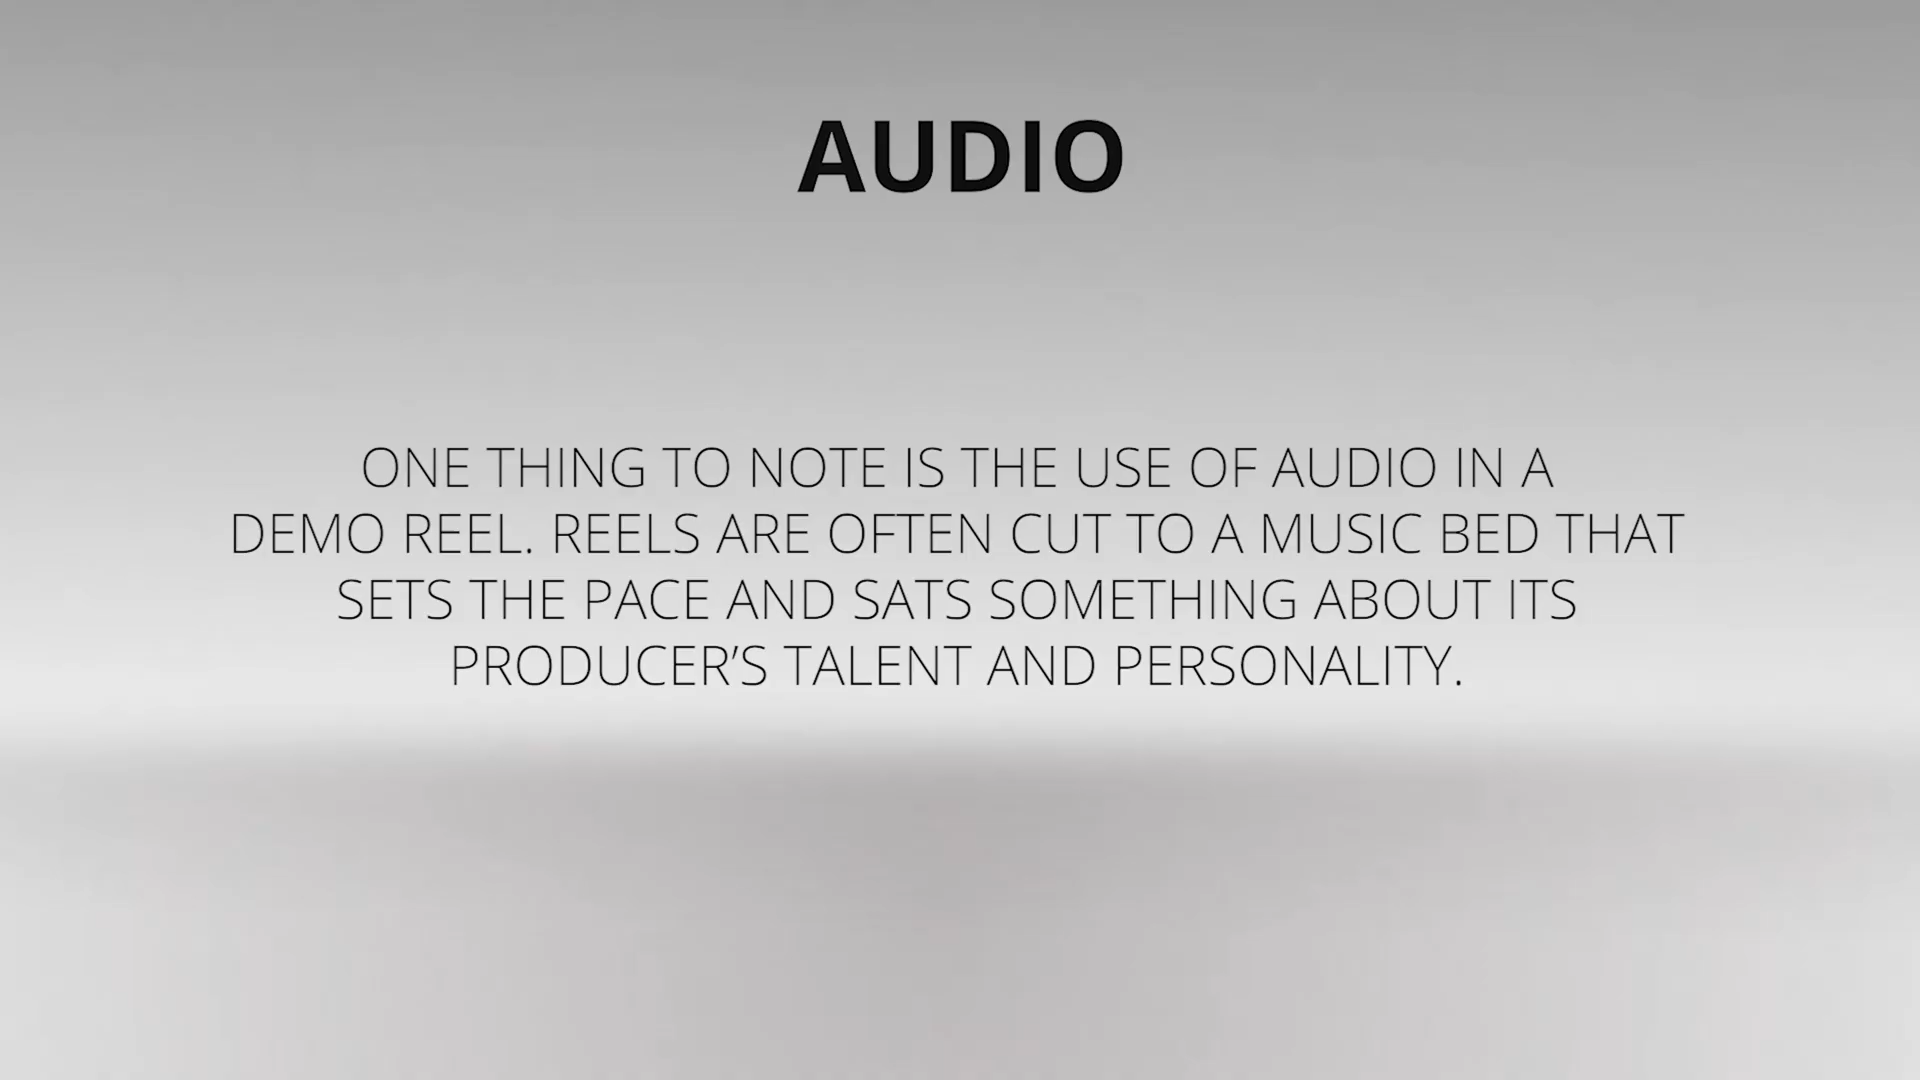 AUDIO
ONE THING TO NOTE IS THE USE OF AUDIO IN A
DEMO REEL. REELS ARE OFTEN CUT TO A MUSIC BED THAT
SETS THE PACE AND SATS SOMETHING ABOUT ITS
PRODUCER’S TALENT AND PERSONALITY.